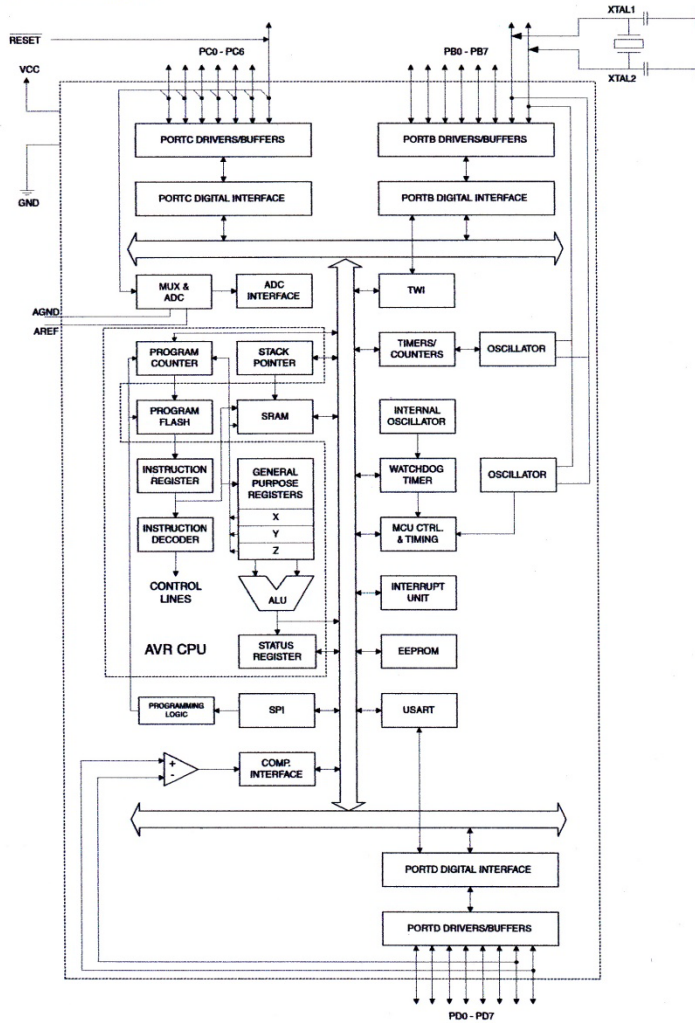 XTAL1
RESET
PC0 - PC6
PB0 - PB7
VCC
XTAL2
PORTC DRIVERS/BUFFERS
PORTB DRIVERS/BUFFERS
PORTC DIGITAL INTERFACE
PORTB DIGITAL INTERFACE
GND
MUX &
ADC
ADC
INTERFACE
TWI
AGND
AREF
PROGRAM
COUNTER
STACK
POINTER
TIMERS/
COUNTERS
OSCILLATOR
PROGRAM
FLASH
SRAM
INTERNAL
OSCILLATOR
INSTRUCTION
REGISTER
GENERAL
PURPOSE
REGISTERS
WATCHDOG
TIMER
OSCILLATOR
X
INSTRUCTION
DECODER
Y
MCU CTRL.
& TIMING
Z
CONTROL
LINES
ALU
INTERRUPT
UNIT
AVR CPU
STATUS
REGISTER
EEPROM
PROGRAMMING
LOGIC
SPI
USART
+
-
COMP.
INTERFACE
PORTD DIGITAL INTERFACE
PORTD DRIVERS/BUFFERS
PD0 - PD7